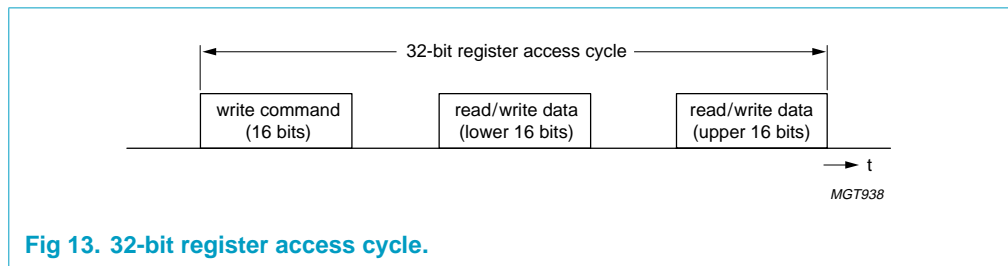 32-bit register access cycle
write command
(16 bits)
read/write data
(lower 16 bits)
read/write data
(upper 16 bits)
t
MGT938
Fig 13. 32-bit register access cycle.